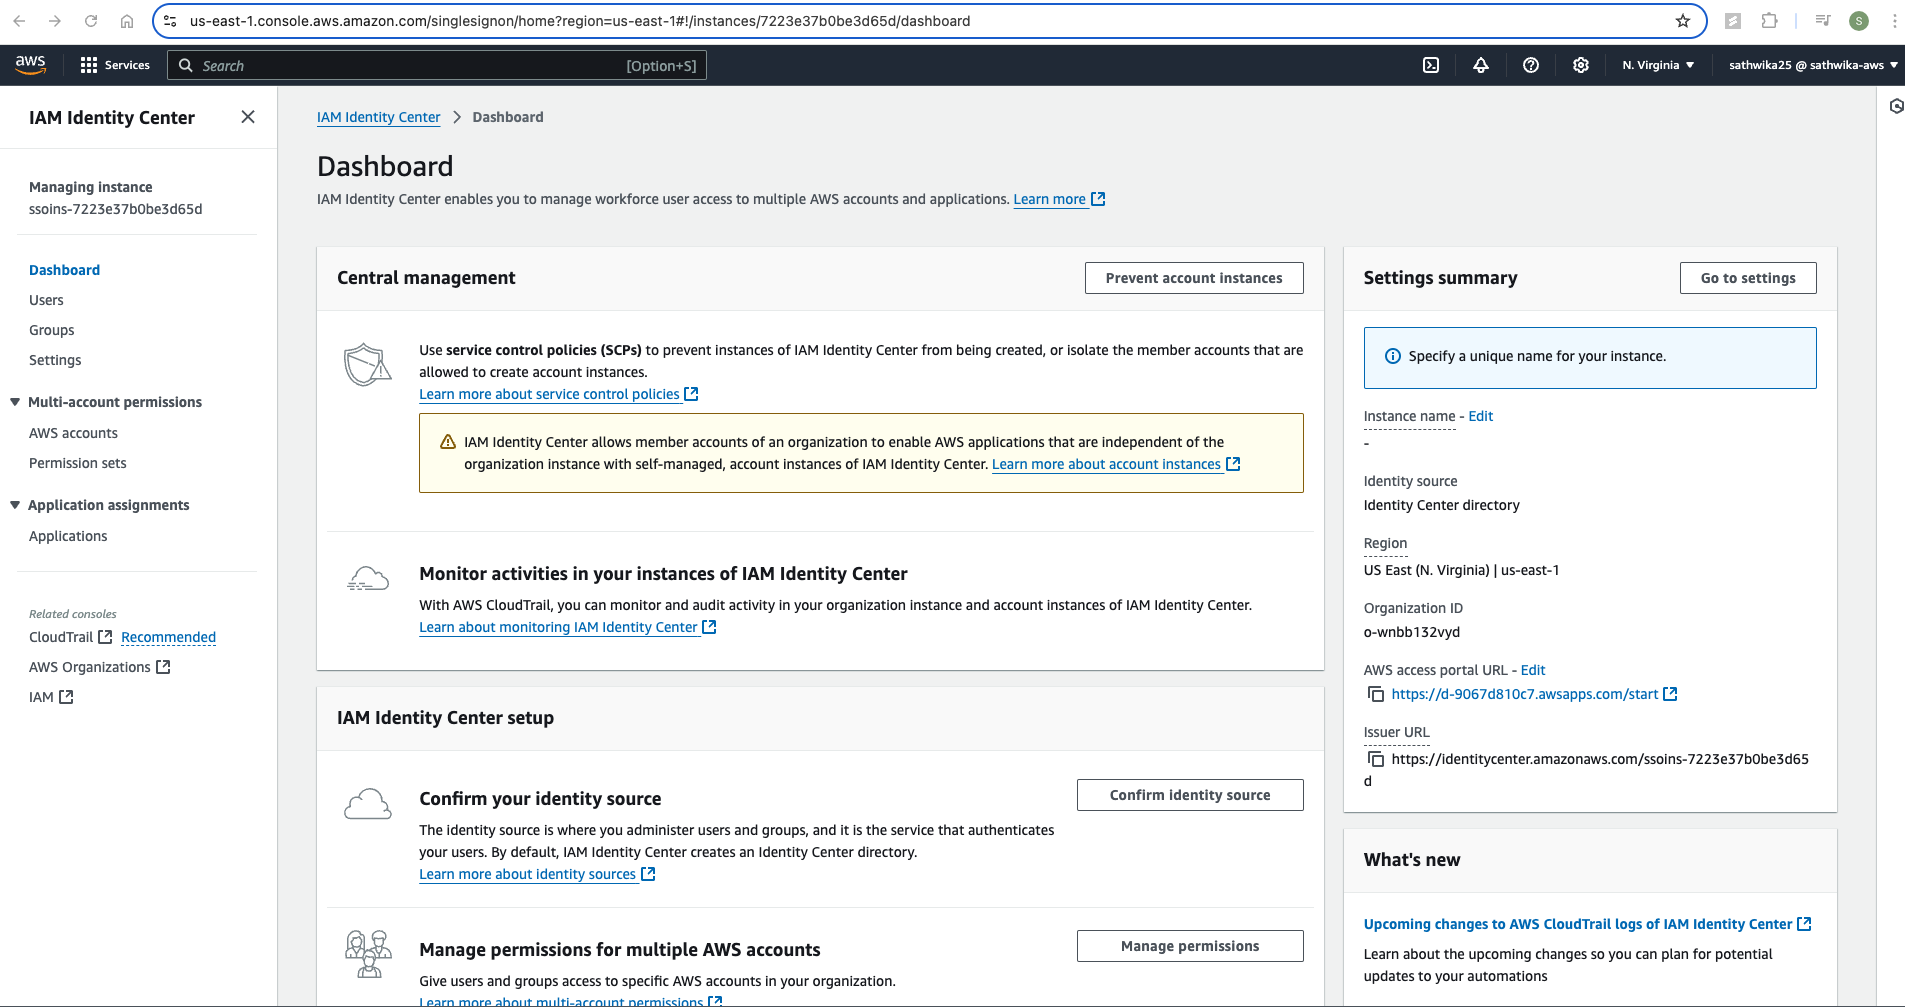 us-east-1.console.aws.amazon.com/singlesignon/home?region=us-east-1#!/instances/7223e37b0be3d65d/dashboard
S
aws
Services
Search
[Option+S]
N. Virginia
sathwika25 @ sathwika-aws
IAM Identity Center
Managing instance
ssoins-7223e37b0be3d65d
Dashboard
Users
Groups
Settings
Multi-account permissions
AWS accounts
Permission sets
Application assignments
Applications
Related consoles
CloudTrail Recommended
AWS Organizations
IAM
IAM Identity Center > Dashboard
Dashboard
IAM Identity Center enables you to manage workforce user access to multiple AWS accounts and applications. Learn more
Central management
Prevent account instances
Use service control policies (SCPs) to prevent instances of IAM Identity Center from being created, or isolate the member accounts that are
allowed to create account instances.
Learn more about service control policies
IAM Identity Center allows member accounts of an organization to enable AWS applications that are independent of the
organization instance with self-managed, account instances of IAM Identity Center. Learn more about account instances
Monitor activities in your instances of IAM Identity Center
With AWS CloudTrail, you can monitor and audit activity in your organization instance and account instances of IAM Identity Center.
Learn about monitoring IAM Identity Center
IAM Identity Center setup
Confirm your identity source
Confirm identity source
The identity source is where you administer users and groups, and it is the service that authenticates
your users. By default, IAM Identity Center creates an Identity Center directory.
Learn more about identity sources
Manage permissions for multiple AWS accounts
Manage permissions
Give users and groups access to specific AWS accounts in your organization.
Learn more about multi-account permissions
Settings summary
Go to settings
Specify a unique name for your instance.
Instance name - Edit
-
Identity source
Identity Center directory
Region
US East (N. Virginia) | us-east-1
Organization ID
o-wnbb132vyd
AWS access portal URL - Edit
https://d-9067d810c7.awsapps.com/start
Issuer URL
https://identitycenter.amazonaws.com/ssoins-7223e37b0be3d65
d
What's new
Upcoming changes to AWS CloudTrail logs of IAM Identity Center
Learn about the upcoming changes so you can plan for potential
updates to your automations